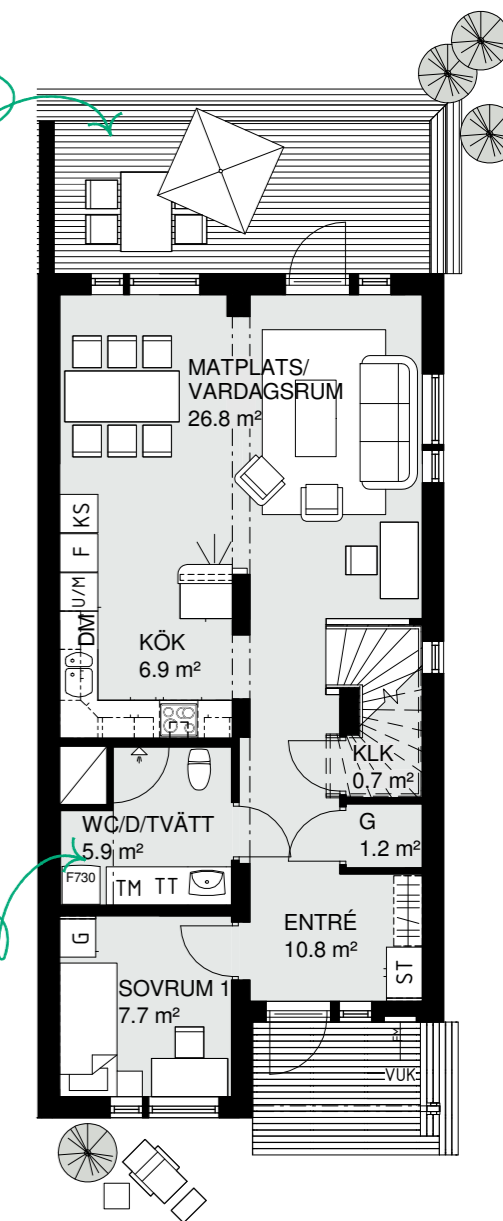 MATPLATS/
VARDAGSRUM
26.8 m²
KS
F
U/M
DM
KÖK
6.9 m²
KLK
0.7 m²
WC/D/TVÄTT
5.9 m²
G
1.2 m²
F730
TM TT
G
ENTRÉ
10.8 m²
ST
SOVRUM 1
7.7 m²
EM
VUK